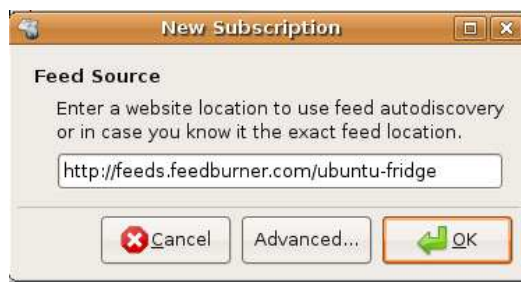 New Subscription
Feed Source
Enter a website location to use feed autodiscovery
or in case you know it the exact feed location.
http://feeds.feedburner.com/ubuntu-fridge
Cancel
Advanced...
OK